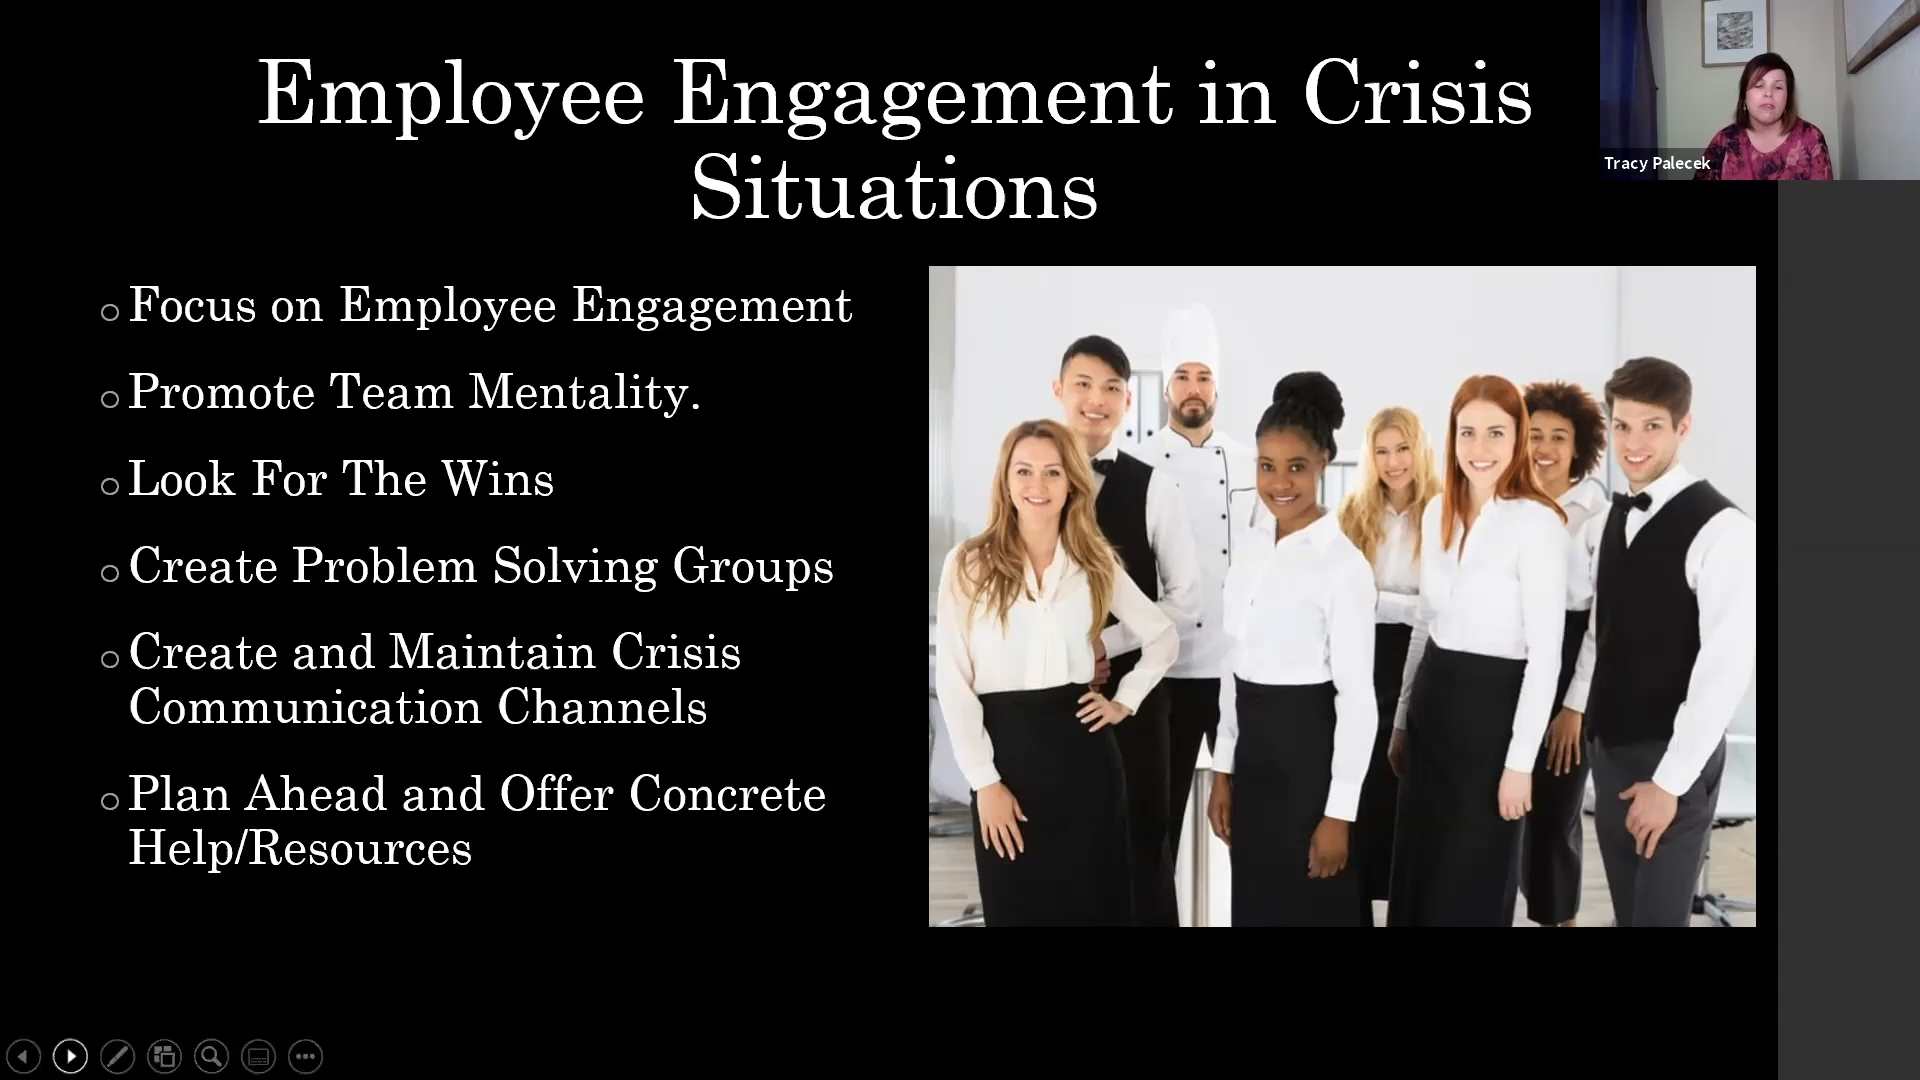 Employee Engagement in Crisis
Situations
Tracy Palecek
Focus on Employee Engagement
Promote Team Mentality.
Look For The Wins
Create Problem Solving Groups
Create and Maintain Crisis
Communication Channels
Plan Ahead and Offer Concrete
Help/Resources